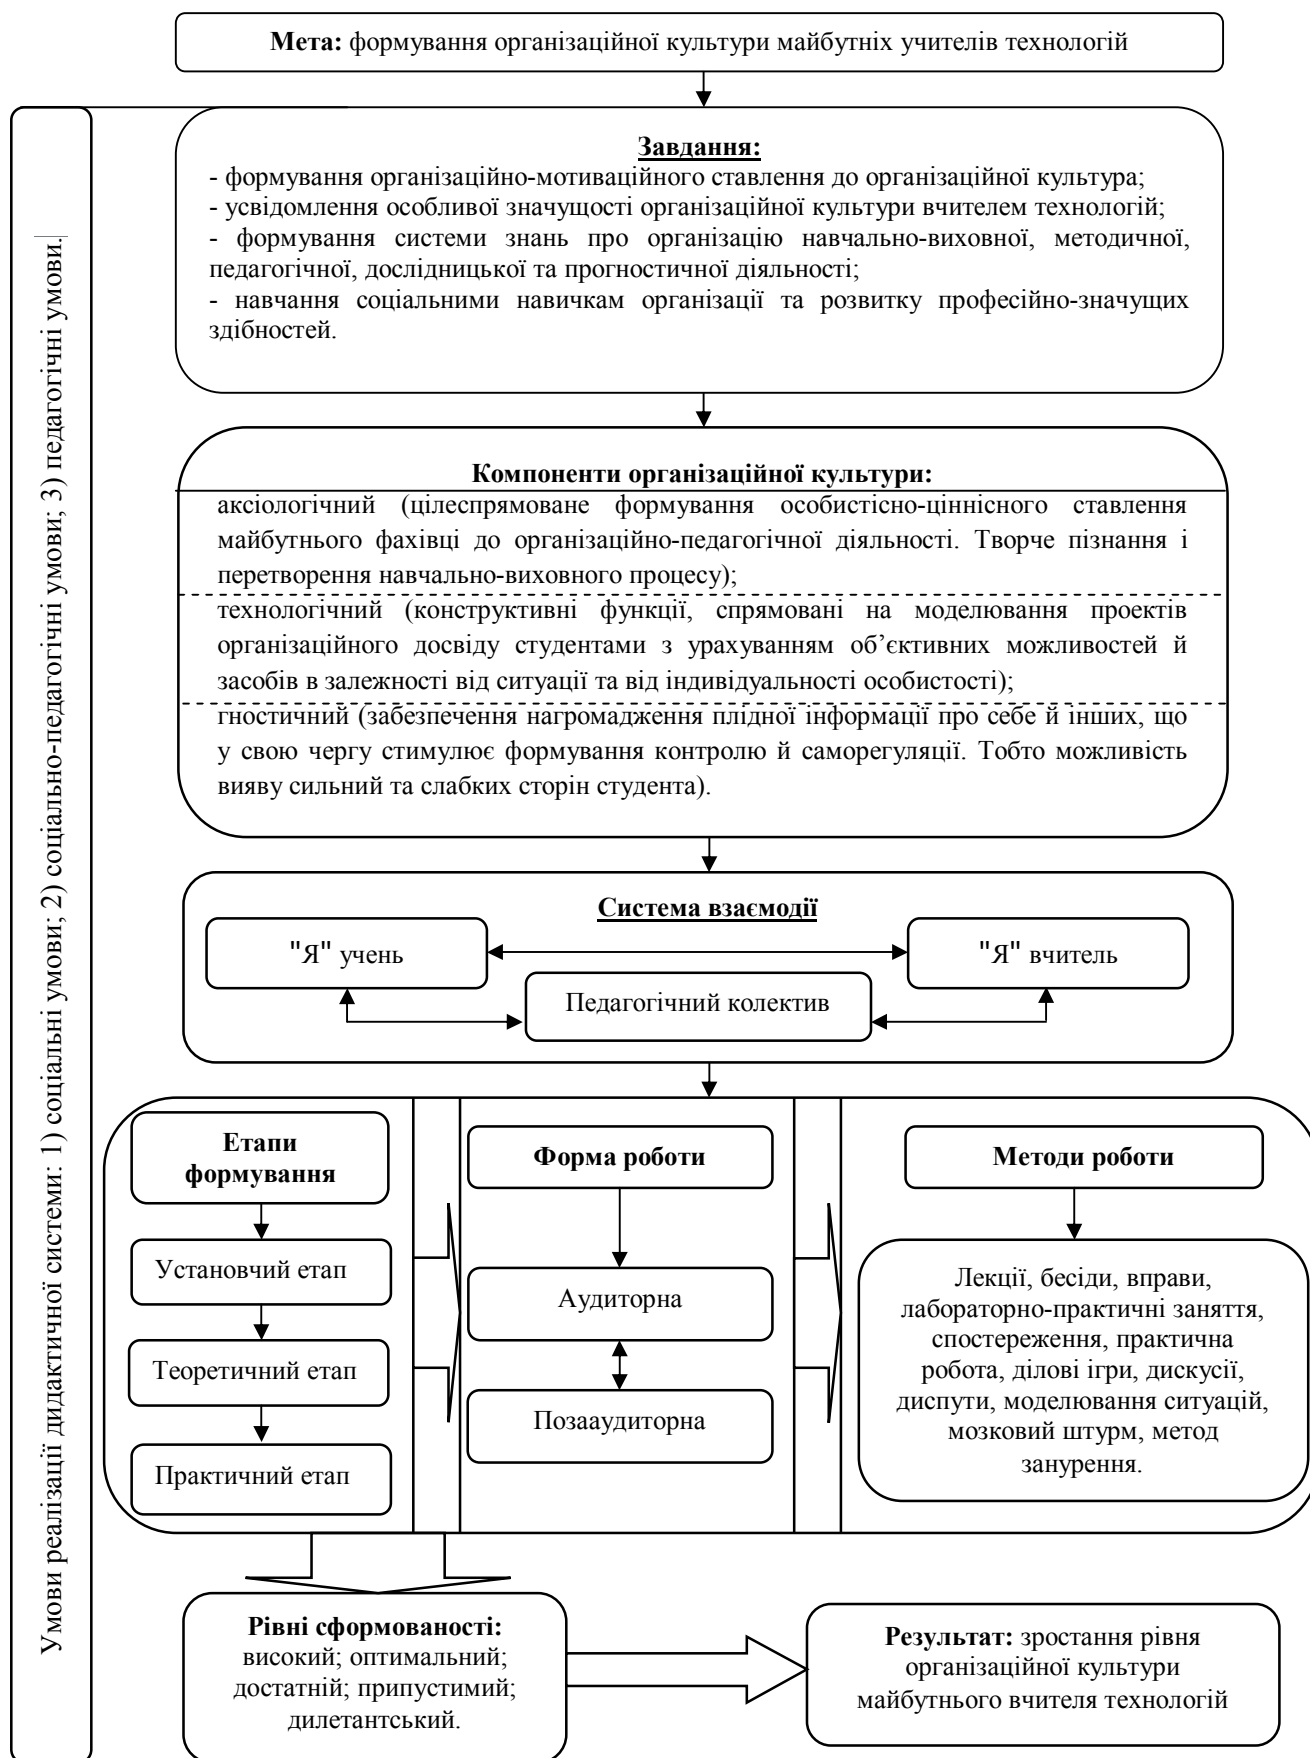 Мета: формування організаційної культури майбутніх учителів технологій
Умови реалізації дидактичної системи: 1) соціальні умови; 2) соціально-педагогічні умови; 3) педагогічні умови.
Завдання:
- формування організаційно-мотиваційного ставлення до організаційної культура;
- усвідомлення особливої значущості організаційної культури вчителем технологій;
- формування системи знань про організацію навчально-виховної, методичної,
педагогічної, дослідницької та прогностичної діяльності;
- навчання соціальними навичкам організації та розвитку професійно-значущих
здібностей.
Компоненти організаційної культури:
аксіологічний (цілеспрямоване формування особистісно-ціннісного ставлення
майбутнього фахівці до організаційно-педагогічної діяльності. Творче пізнання і
перетворення навчально-виховного процесу);
технологічний (конструктивні функції, спрямовані на моделювання проектів
організаційного досвіду студентами з урахуванням об’єктивних можливостей й
засобів в залежності від ситуації та від індивідуальності особистості);
гностичний (забезпечення нагромадження плідної інформації про себе й інших, що
у свою чергу стимулює формування контролю й саморегуляції. Тобто можливість
вияву сильний та слабких сторін студента).
Система взаємодії
"Я" учень
"Я" вчитель
Педагогічний колектив
Етапи
формування
Установчий етап
Теоретичний етап
Практичний етап
Форма роботи
Аудиторна
Позааудиторна
Методи роботи
Лекції, бесіди, вправи,
лабораторно-практичні заняття,
спостереження, практична
робота, ділові ігри, дискусії,
диспути, моделювання ситуацій,
мозковий штурм, метод
занурення.
Рівні сформованості:
високий; оптимальний;
достатній; припустимий;
дилетантський.
Результат: зростання рівня
організаційної культури
майбутнього вчителя технологій